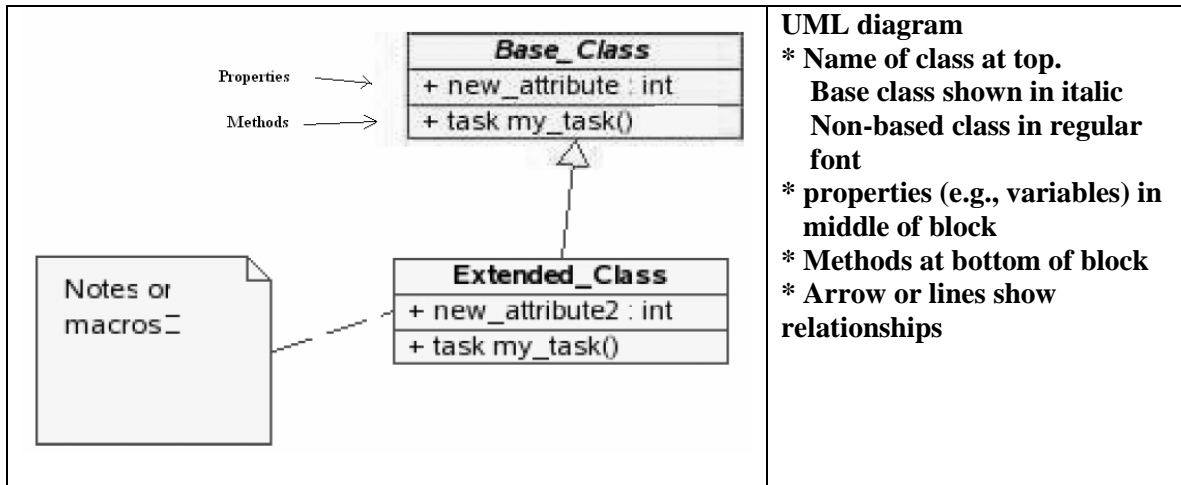 Base_Class
Properties
+ new_attribute : int
Methods
+ task my_task()
Notes or
macros
Extended_Class
+ new_attribute2 : int
+ task my_task()
UML diagram
* Name of class at top.
Base class shown in italic
Non-based class in regular
font
* properties (e.g., variables) in
middle of block
* Methods at bottom of block
* Arrow or lines show
relationships